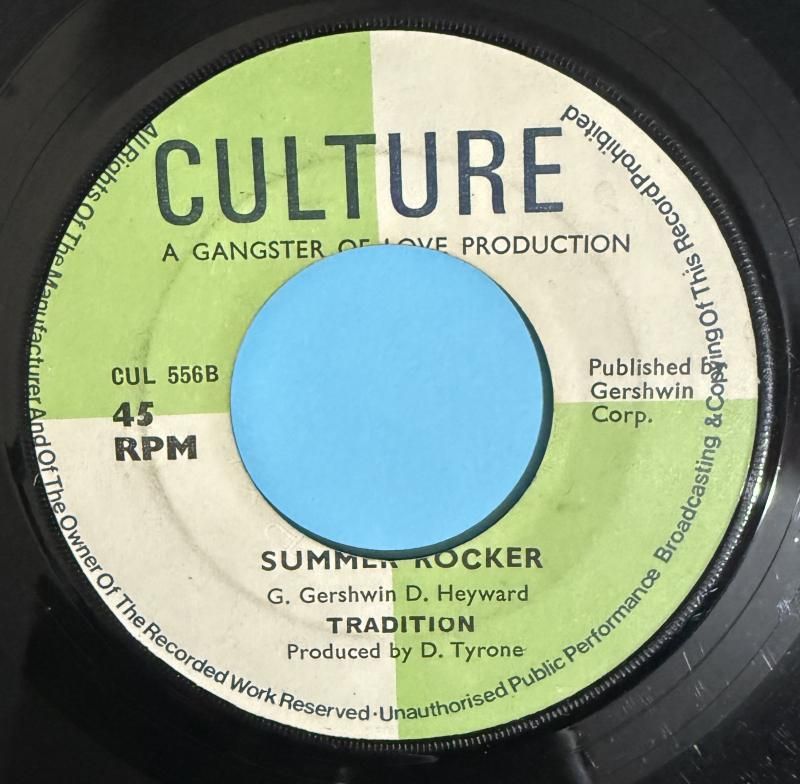 CULTURE
A GANGSTER OF LOVE PRODUCTION
CUL 556B
45
RPM
Published by
Gershwin
Corp.
SUMMER ROCKER
G. Gershwin D. Heyward
TRADITION
Produced by D. Tyrone
All Rights Of The Manufacturer And Of The Owner Of The Recorded Work Reserved · Unauthorised Public Performance Broadcasting & Copying Of This Record Prohibited